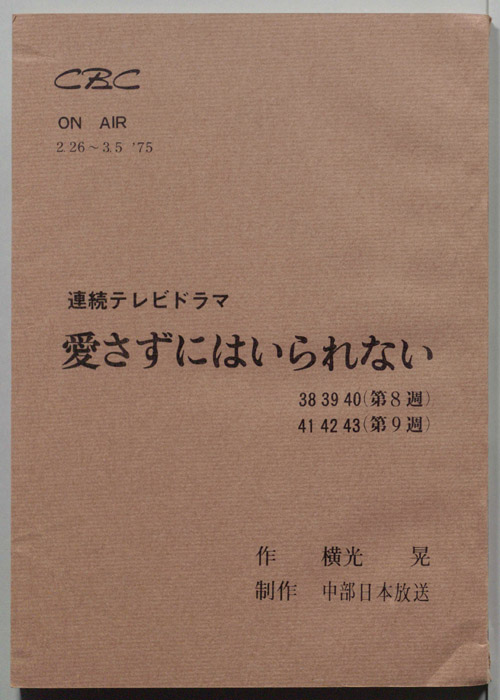 CBC
ON AIR
2.26～3.5 '75
連続テレビドラマ
愛さずにはいられない
38 39 40(第8週)
41 42 43(第9週)
作 横光 晃
制作 中部日本放送